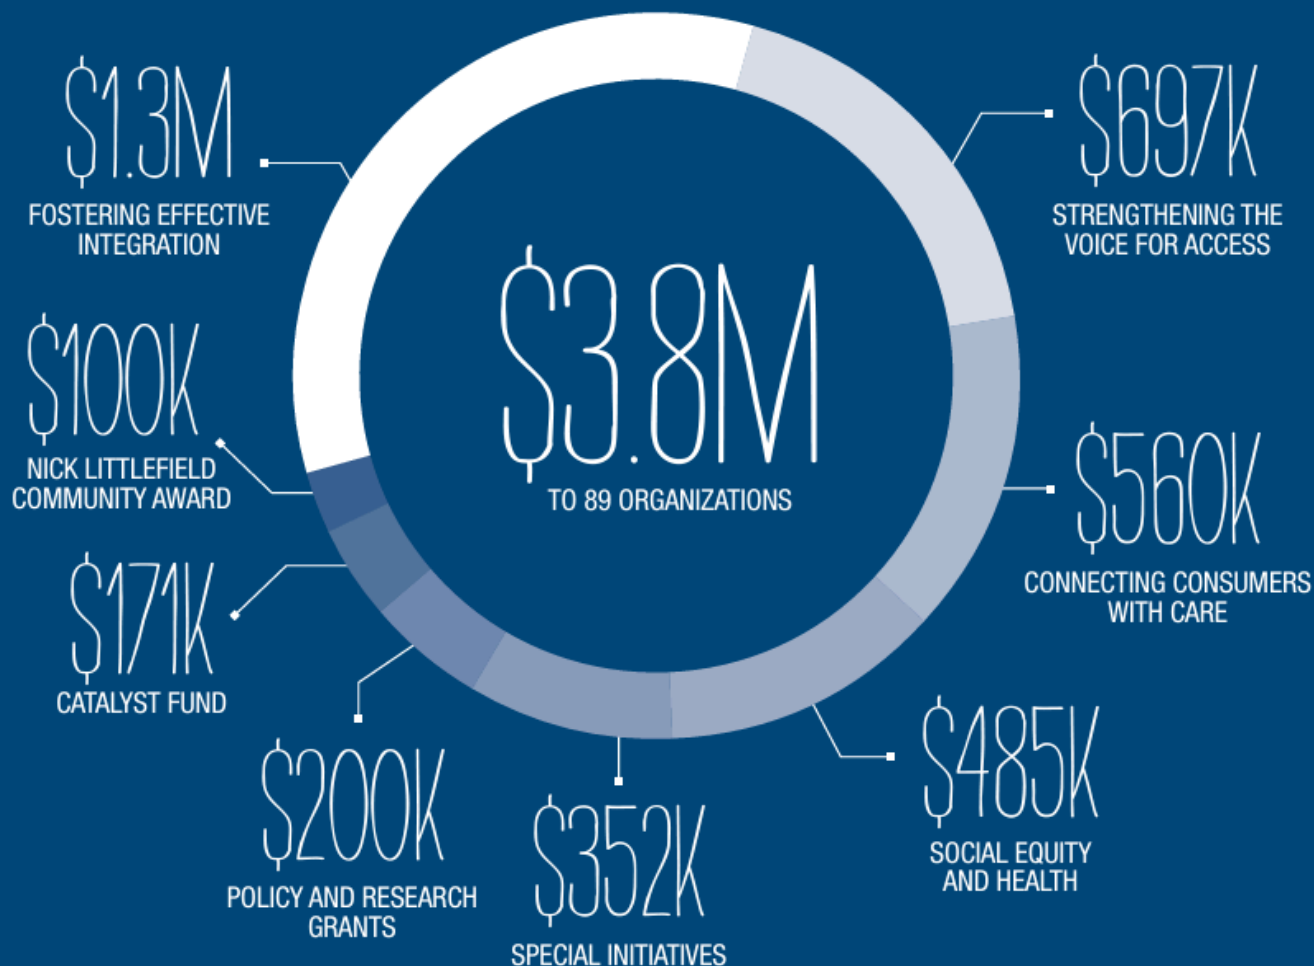 $1.3M
FOSTERING EFFECTIVE
INTEGRATION
$697K
STRENGTHENING THE
VOICE FOR ACCESS
$3.8M
TO 89 ORGANIZATIONS
$100K
NICK LITTLEFIELD
COMMUNITY AWARD
$560K
CONNECTING CONSUMERS
WITH CARE
$171K
CATALYST FUND
$485K
SOCIAL EQUITY
AND HEALTH
$200K
POLICY AND RESEARCH
GRANTS
$352K
SPECIAL INITIATIVES